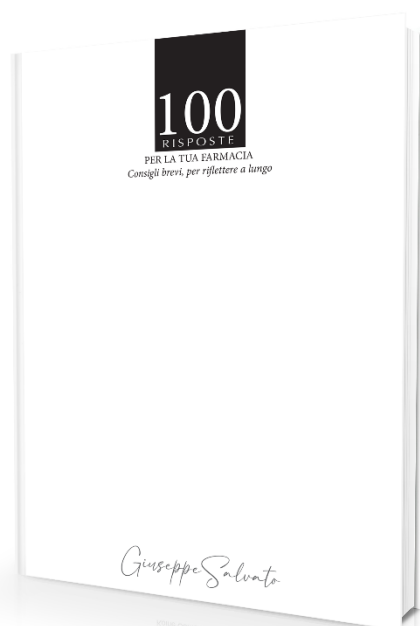 100
RISPOSTE
PER LA TUA FARMACIA
Consigli brevi, per riflettere a lungo
Giuseppe Salvato